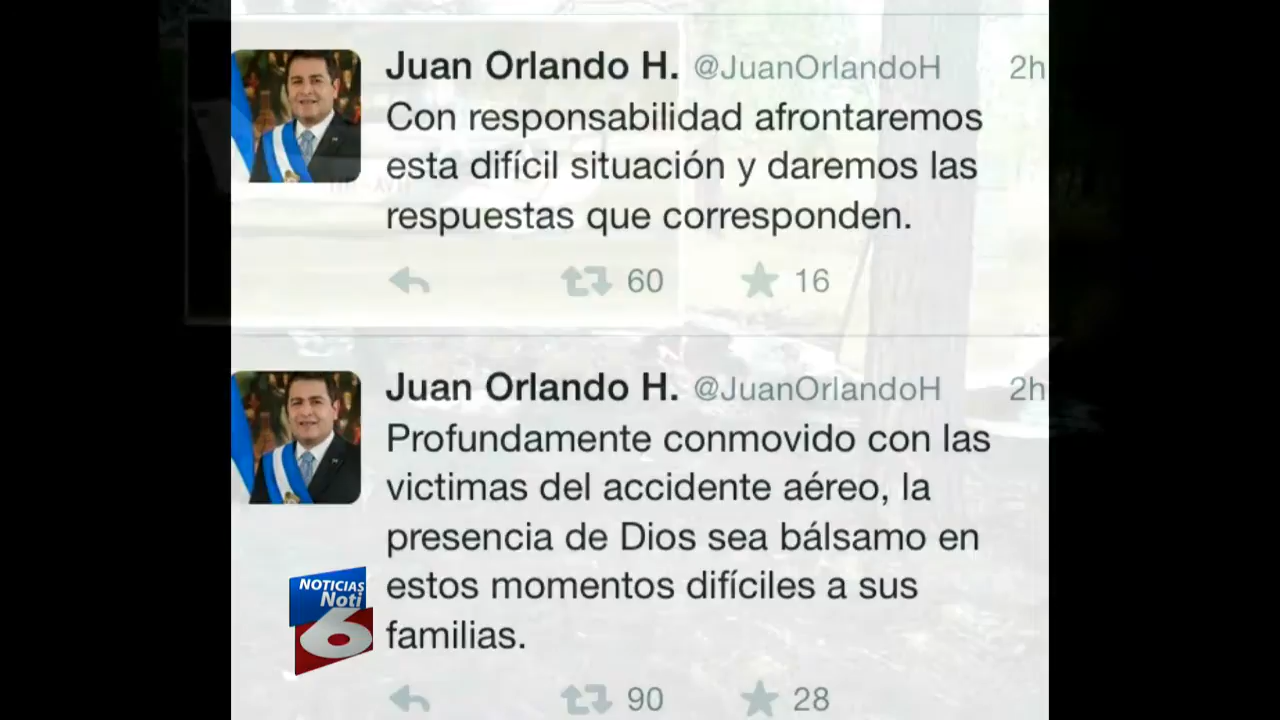 Juan Orlando H. @JuanOrlandoH 2h
Con responsabilidad afrontaremos
esta difícil situación y daremos las
respuestas que corresponden.
60 16
Juan Orlando H. @JuanOrlandoH 2h
Profundamente conmovido con las
victimas del accidente aéreo, la
presencia de Dios sea bálsamo en
estos momentos difíciles a sus
familias.
NOTICIAS
Noti
6
90 28